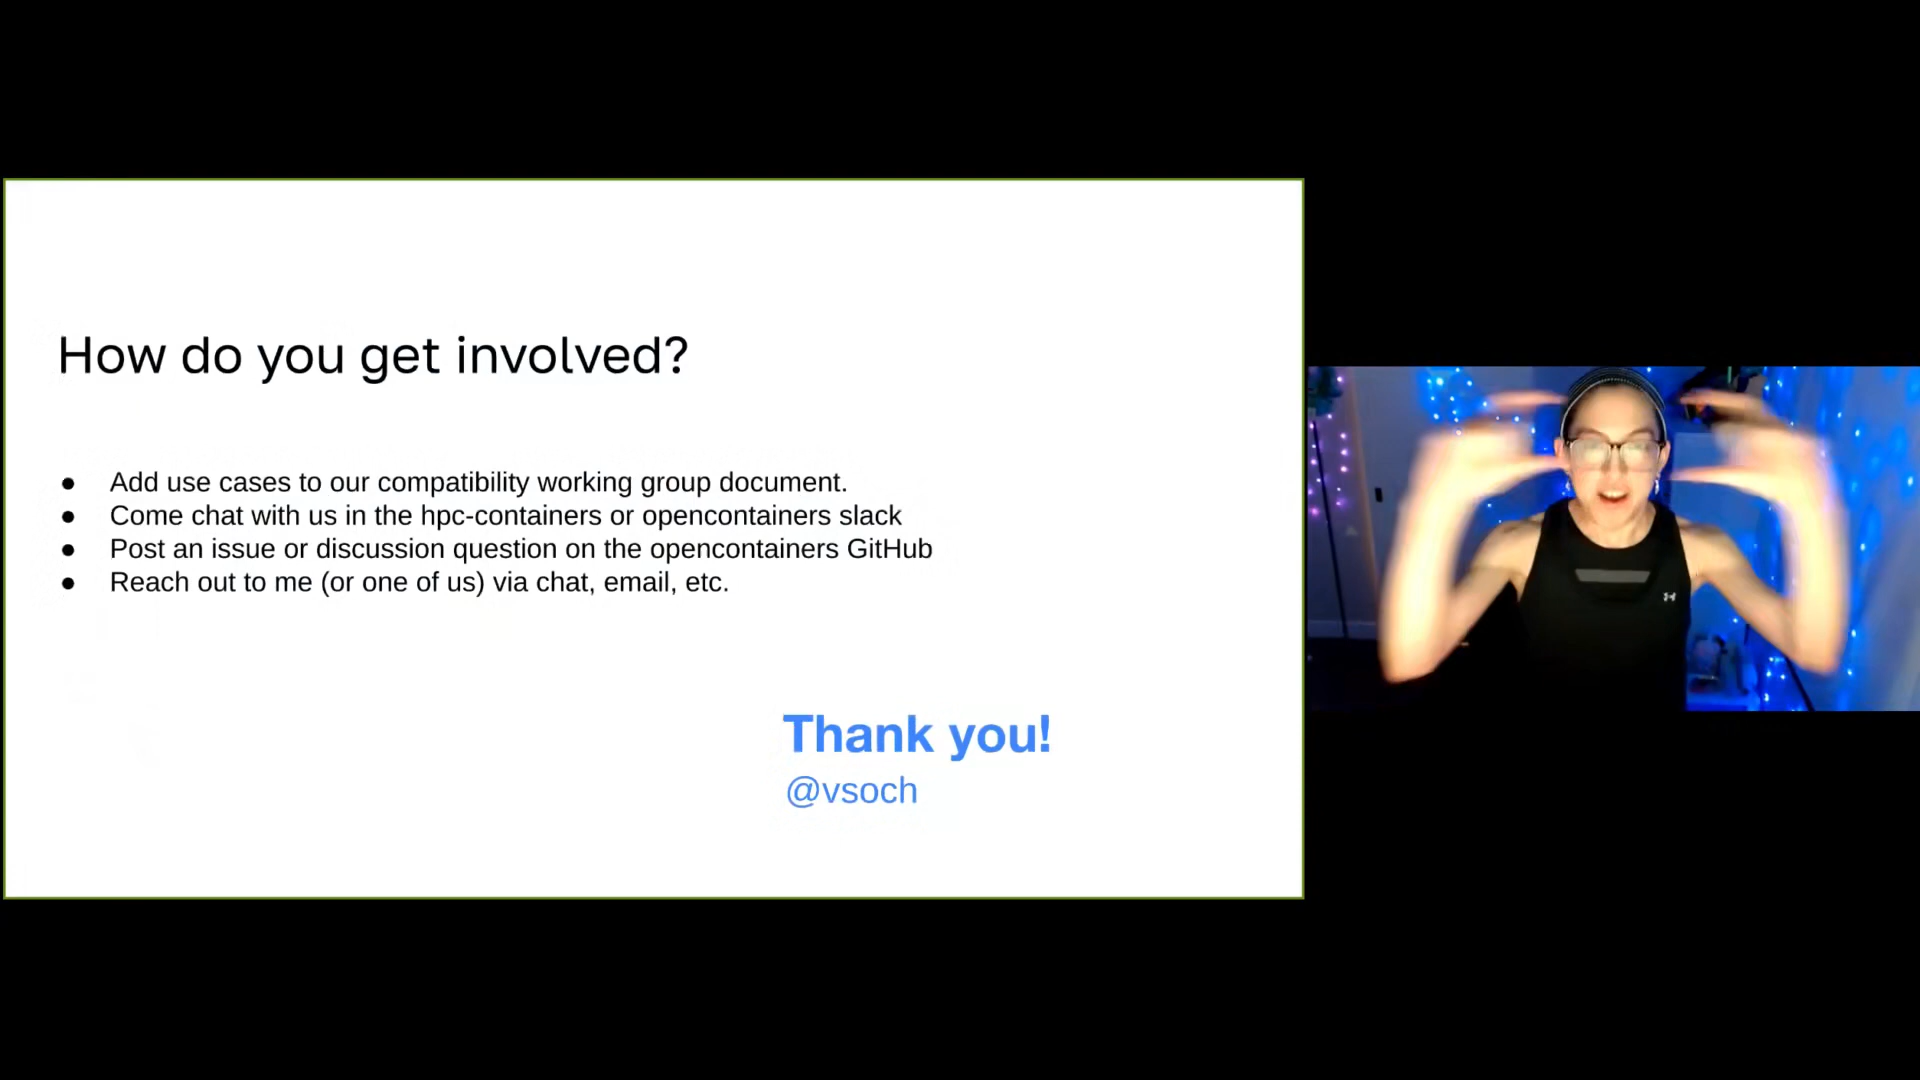 How do you get involved?
● Add use cases to our compatibility working group document.
● Come chat with us in the hpc-containers or opencontainers slack
● Post an issue or discussion question on the opencontainers GitHub
● Reach out to me (or one of us) via chat, email, etc.
Thank you!
@vsoch